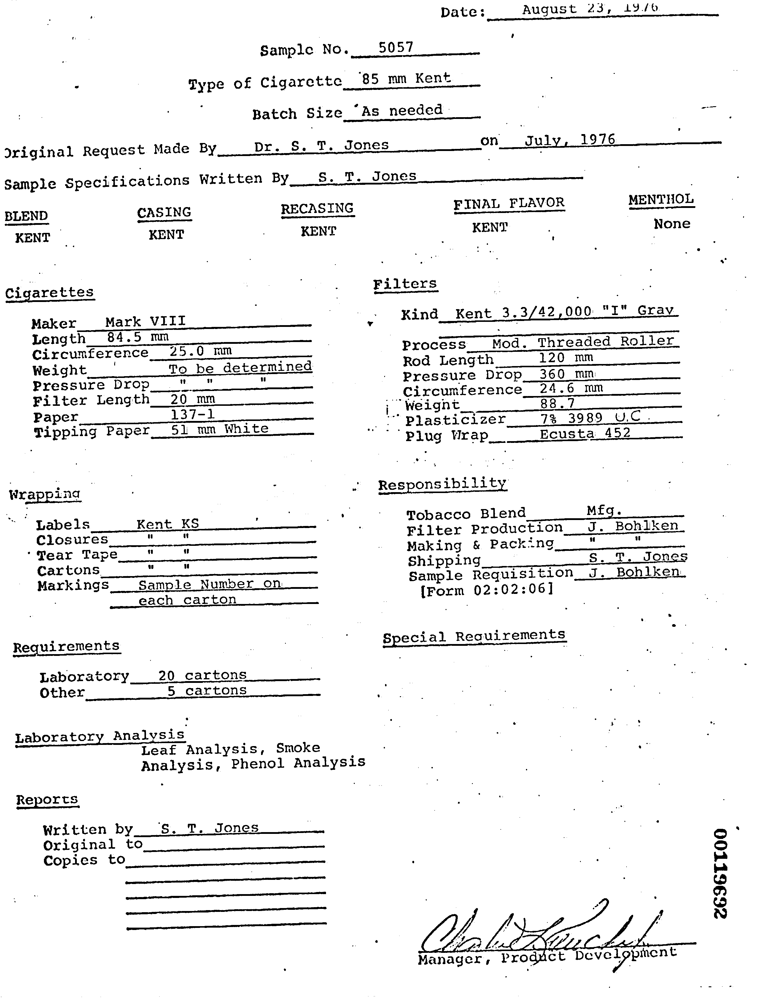 Date: August 23, 1976
Sample No. 5057
Type of Cigarette 85 mm Kent
Batch Size As needed
Original Request Made By Dr. S. T. Jones on July, 1976
Sample Specifications Written By S. T. Jones
BLEND CASING RECASING FINAL FLAVOR MENTHOL
KENT KENT KENT KENT None
Cigarettes
Maker Mark VIII
Length 84.5 mm
Circumference 25.0 mm
Weight To be determined
Pressure Drop " " "
Filter Length 20 mm
Paper 137-1
Tipping Paper 51 mm White
Filters
Kind Kent 3.3/42,000 "I" Gray
Process Mod. Threaded Roller
Rod Length 120 mm
Pressure Drop 360 mm
Circumference 24.6 mm
Weight 88.7
Plasticizer 7% 3989 U.C.
Plug Wrap Ecusta 452
Wrapping
Labels Kent KS
Closures " "
Tear Tape " "
Cartons " "
Markings Sample Number on
each carton
Responsibility
Tobacco Blend Mfg.
Filter Production J. Bohlken
Making & Packing " "
Shipping S. T. Jones
Sample Requisition J. Bohlken
[Form 02:02:06]
Requirements
Laboratory 20 cartons
Other 5 cartons
Special Requirements
Laboratory Analysis
Leaf Analysis, Smoke
Analysis, Phenol Analysis
Reports
Written by S. T. Jones
Original to
Copies to
Manager, Product Development
00119692